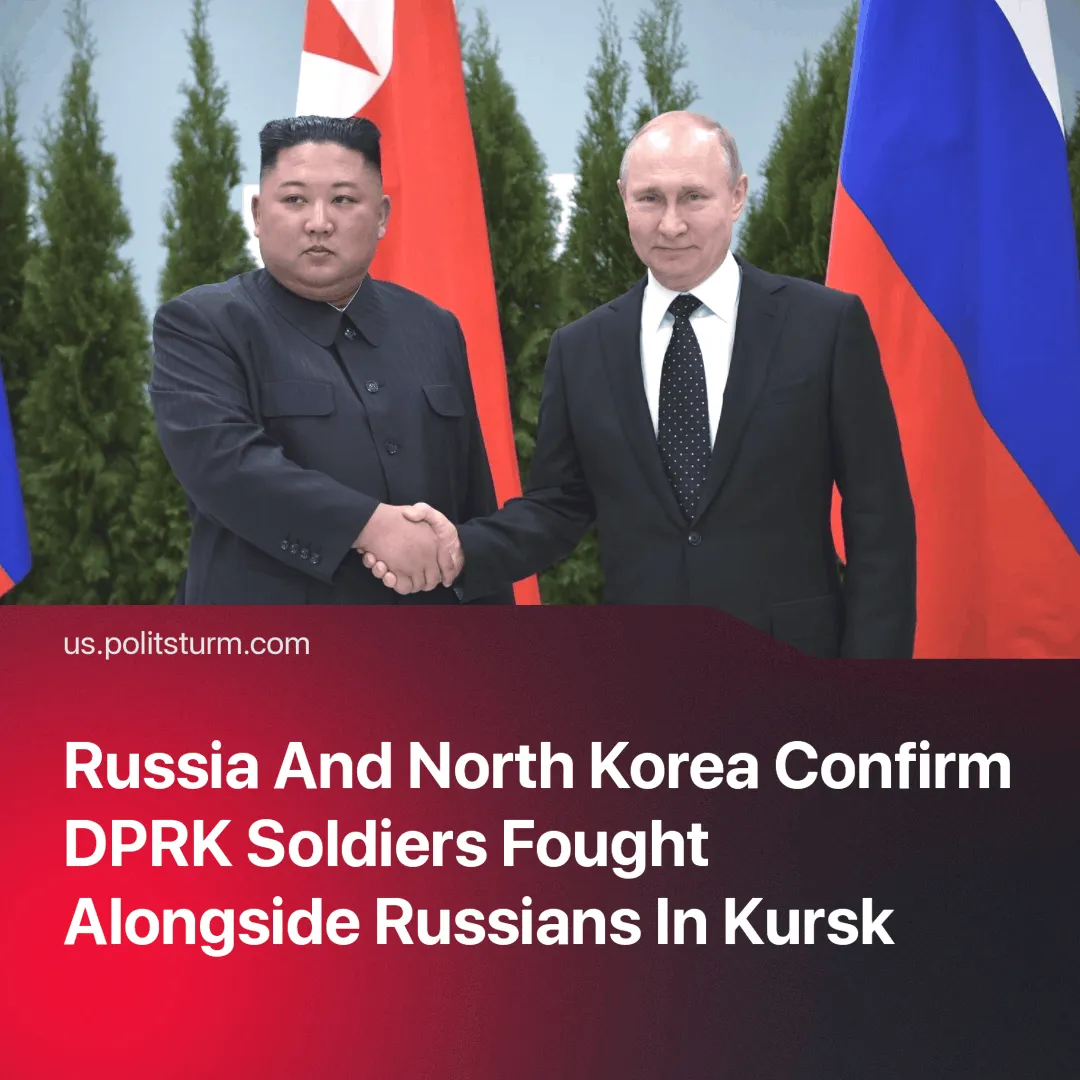 us.politsturm.com
Russia And North Korea Confirm
DPRK Soldiers Fought
Alongside Russians In Kursk